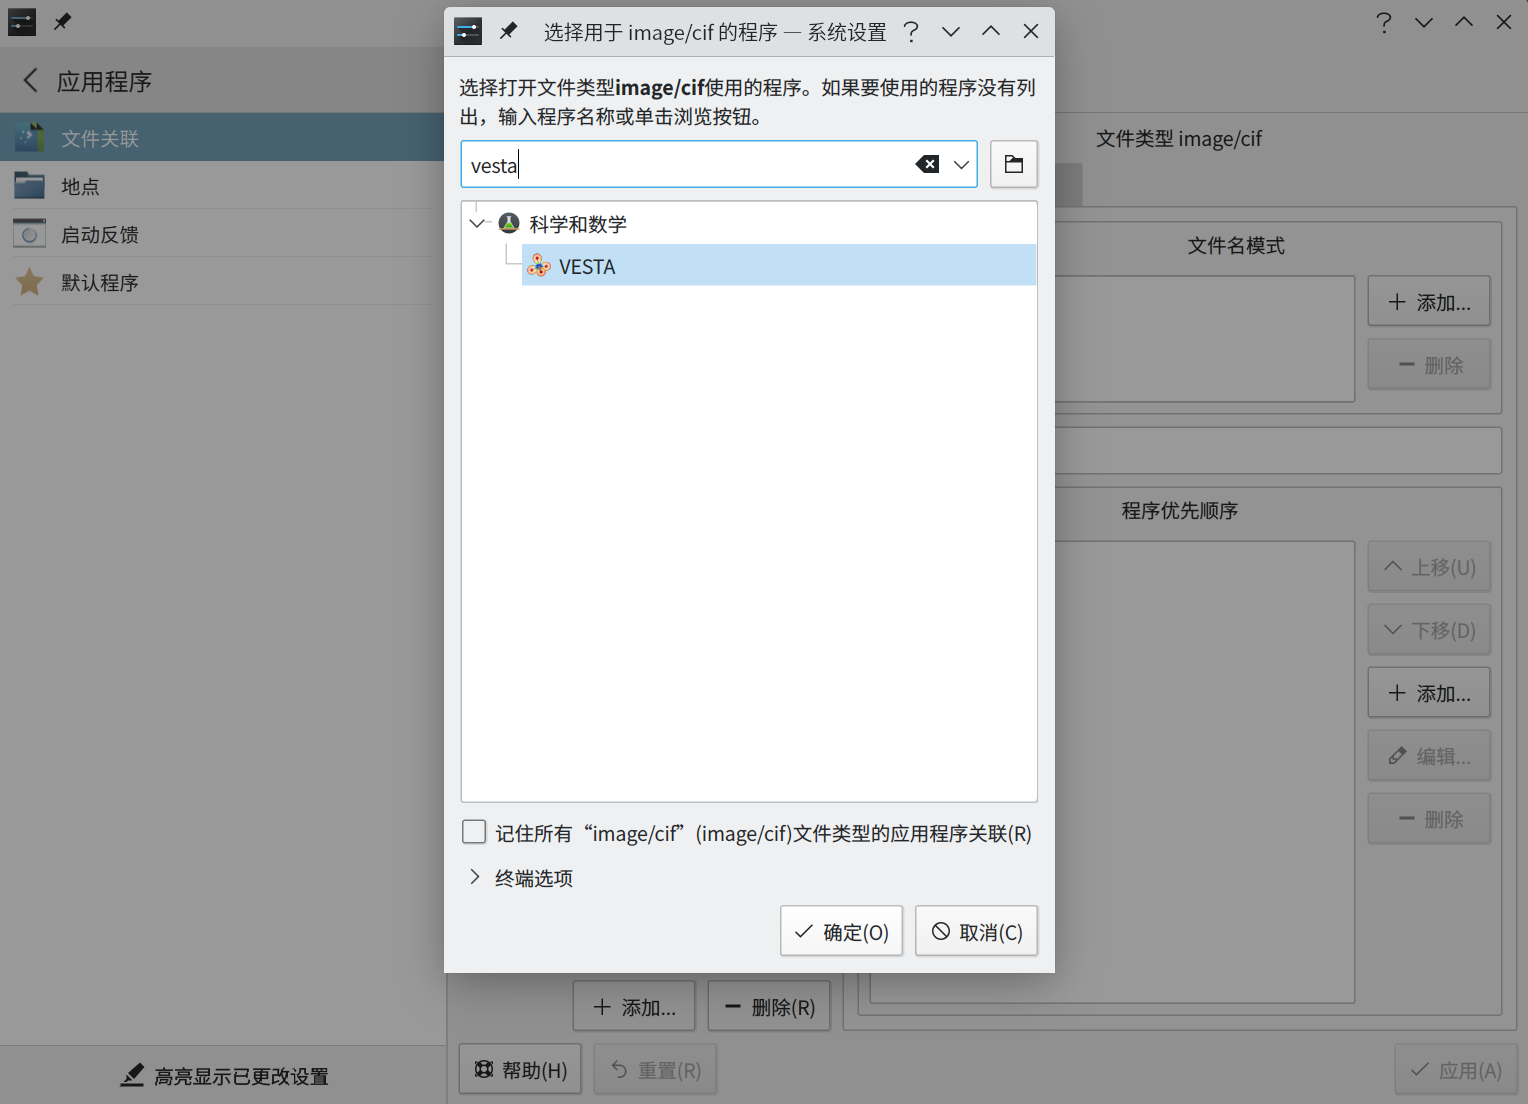 选择用于 image/cif 的程序 — 系统设置
应用程序
文件关联
地点
启动反馈
默认程序
高亮显示已更改设置
选择打开文件类型image/cif使用的程序。如果要使用的程序没有列
出，输入程序名称或单击浏览按钮。
vesta
科学和数学
VESTA
记住所有“image/cif”(image/cif)文件类型的应用程序关联(R)
终端选项
确定(O)
取消(C)
文件类型 image/cif
文件名模式
添加...
删除
程序优先顺序
上移(U)
下移(D)
添加...
编辑...
删除
添加...
删除(R)
帮助(H)
重置(R)
应用(A)